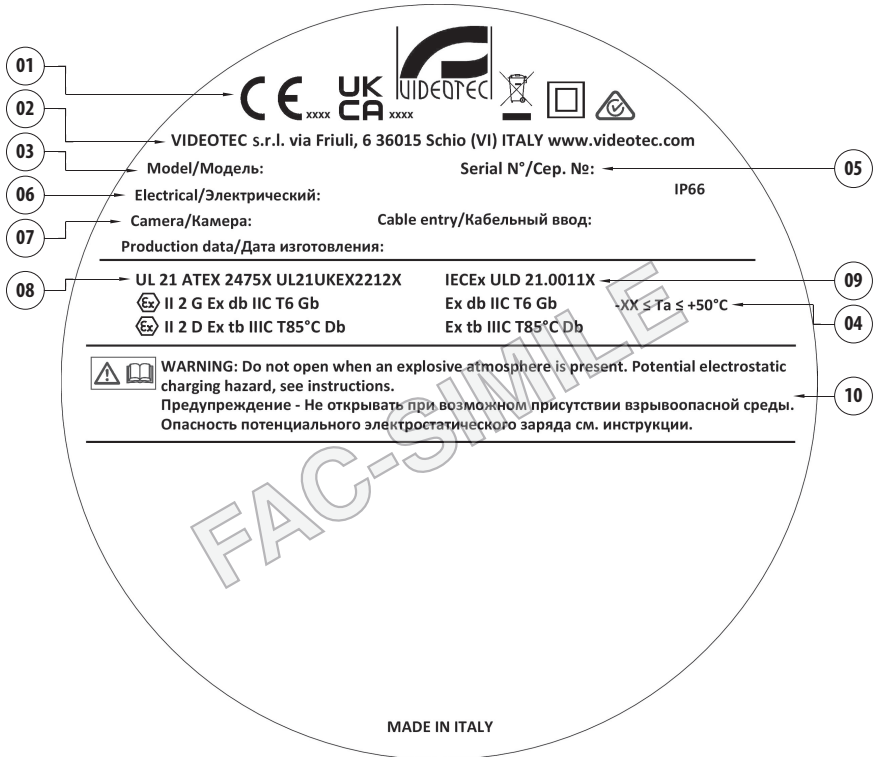 01
CE xxxx UK CA xxxx VIDEOTEC
02
VIDEOTEC s.r.l. via Friuli, 6 36015 Schio (VI) ITALY www.videotec.com
03
Model/Модель: Serial N°/Сер. №:
05
IP66
06
Electrical/Электрический:
07
Camera/Камера: Cable entry/Кабельный ввод:
Production data/Дата изготовления:
08
UL 21 ATEX 2475X UL21UKEX2212X IECEx ULD 21.0011X
09
Ex II 2 G Ex db IIC T6 Gb Ex db IIC T6 Gb -XX ≤ Ta ≤ +50°C
04
Ex II 2 D Ex tb IIIC T85°C Db Ex tb IIIC T85°C Db
WARNING: Do not open when an explosive atmosphere is present. Potential electrostatic
charging hazard, see instructions.
Предупреждение - Не открывать при возможном присутствии взрывоопасной среды.
10
Опасность потенциального электростатического заряда см. инструкции.
FAC-SIMILE
MADE IN ITALY